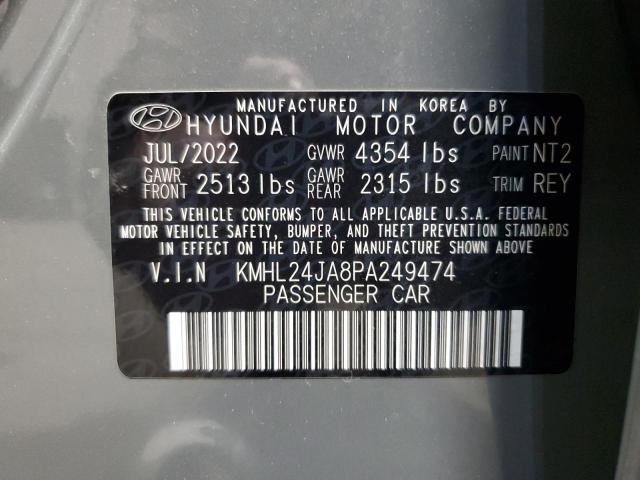 MANUFACTURED IN KOREA BY
HYUNDAI MOTOR COMPANY
JUL/2022 GVWR 4354 lbs PAINT NT2
GAWR FRONT 2513 lbs GAWR REAR 2315 lbs TRIM REY
THIS VEHICLE CONFORMS TO ALL APPLICABLE U.S.A. FEDERAL
MOTOR VEHICLE SAFETY, BUMPER, AND THEFT PREVENTION STANDARDS
IN EFFECT ON THE DATE OF MANUFACTURE SHOWN ABOVE.
V.I.N KMHL24JA8PA249474
PASSENGER CAR